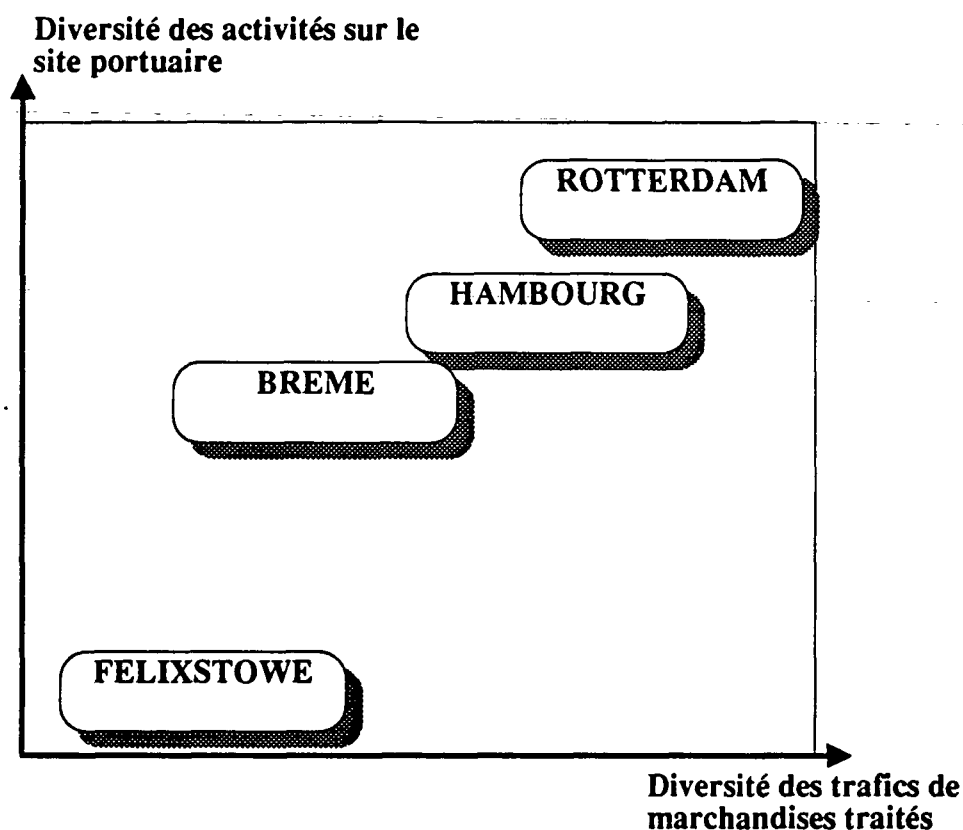 Diversité des activités sur le
site portuaire
ROTTERDAM
HAMBOURG
BREME
FELIXSTOWE
Diversité des trafics de
marchandises traités